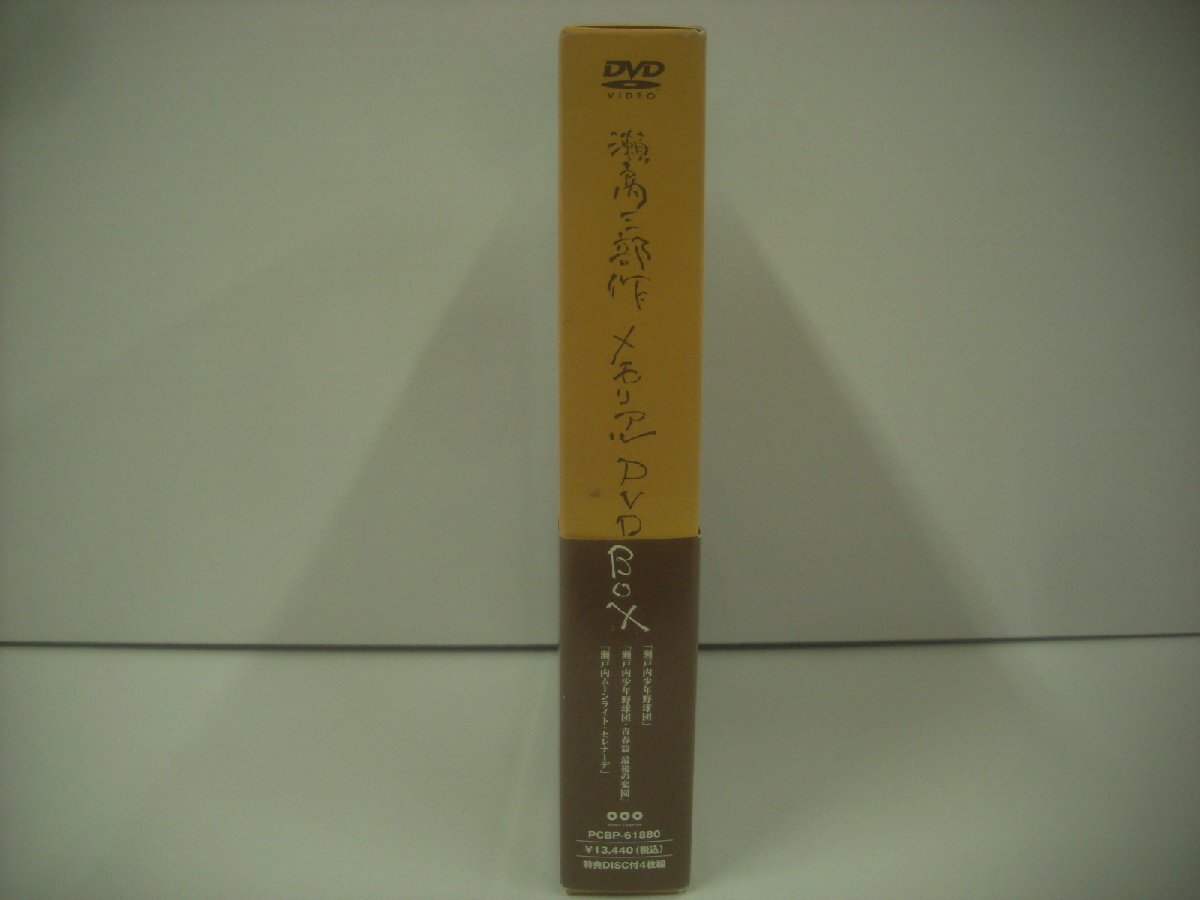 DVD
VIDEO
瀬戸内三部作 メモリアル DVD BOX
「瀬戸内少年野球団」
「瀬戸内少年野球団・青春篇 最後の楽園」
「瀬戸内ムーンライト・セレナーデ」
PONY CANYON
PCBP-61880
¥13,440(税込)
特典DISC付4枚組